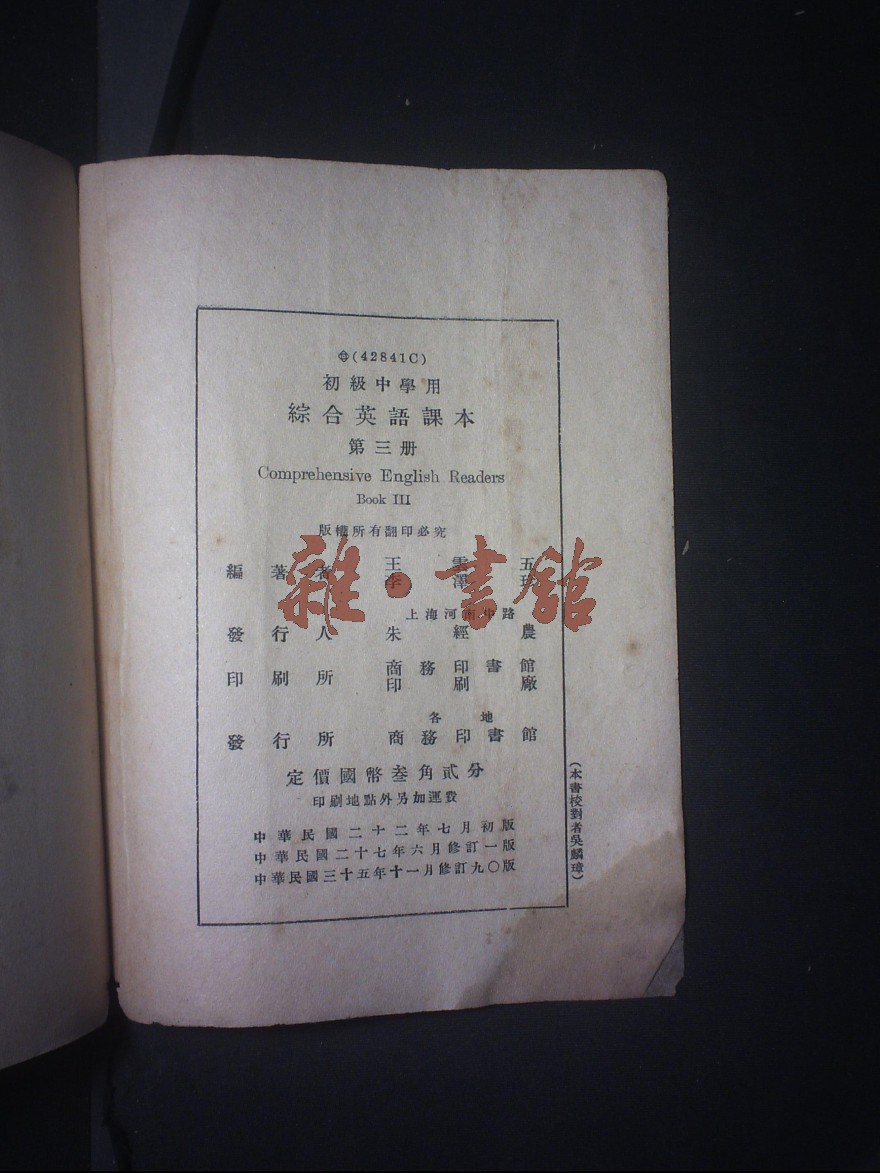 (42841C)
初級中學用
綜合英語課本
第三册
Comprehensive English Readers
Book III
版權所有翻印必究
編著者 王雲五
李澤珍
上海河南中路
發行人 朱經農
印刷所 商務印書館
印刷廠
各地
發行所 商務印書館
定價國幣叁角貳分
印刷地點外另加運費
中華民國二十二年七月初版
中華民國二十七年六月修訂一版
中華民國三十五年十一月修訂九〇版
(本書校對者吳麟璋)
雜·書館